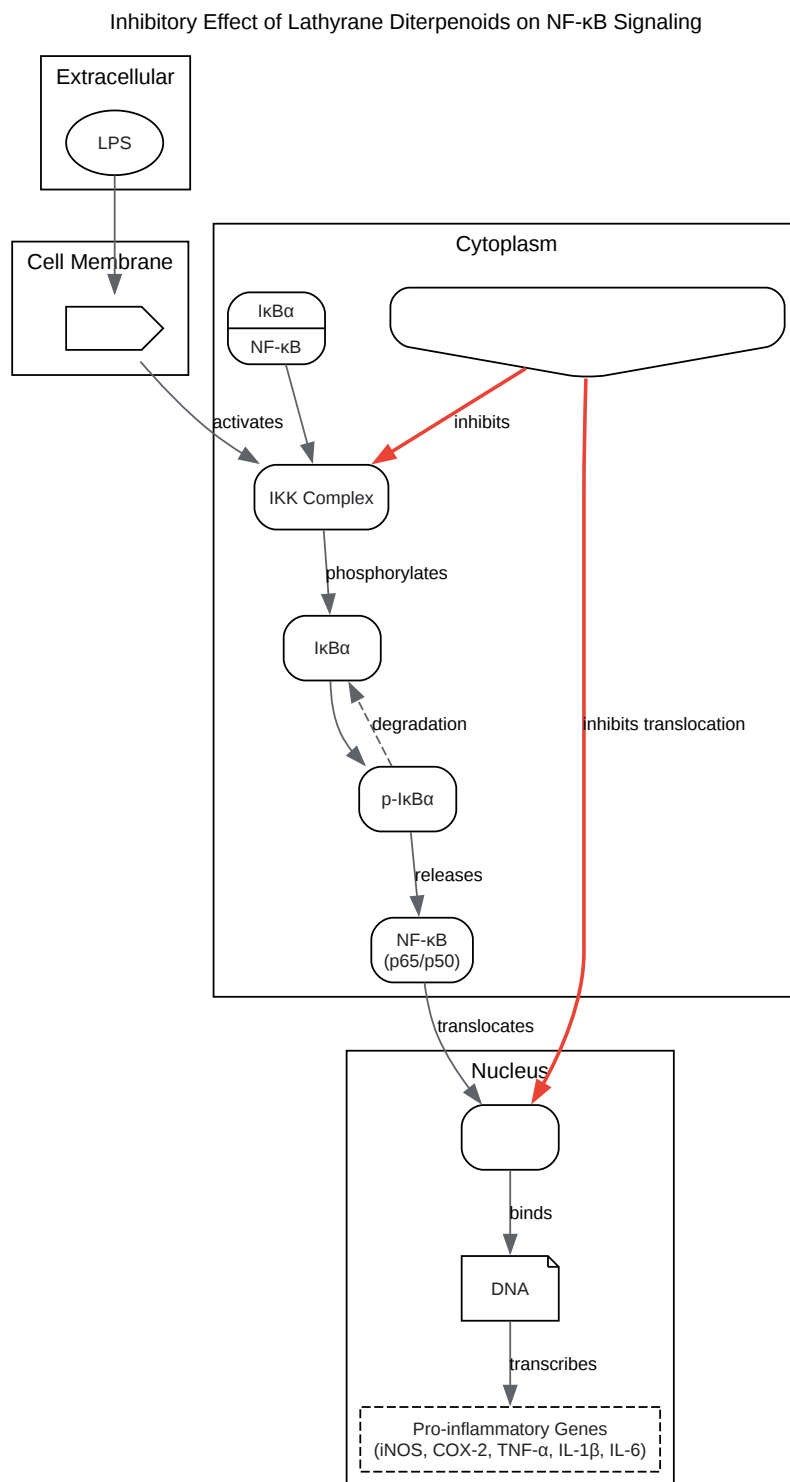 Inhibitory Effect of Lathyrane Diterpenoids on NF-κB Signaling
Extracellular
LPS
Cell Membrane
Cytoplasm
IκBα
NF-κB
activates
inhibits
IKK Complex
phosphorylates
IκBα
degradation
inhibits translocation
p-IκBα
releases
NF-κB
(p65/p50)
translocates
Nucleus
binds
DNA
transcribes
Pro-inflammatory Genes
(iNOS, COX-2, TNF-α, IL-1β, IL-6)